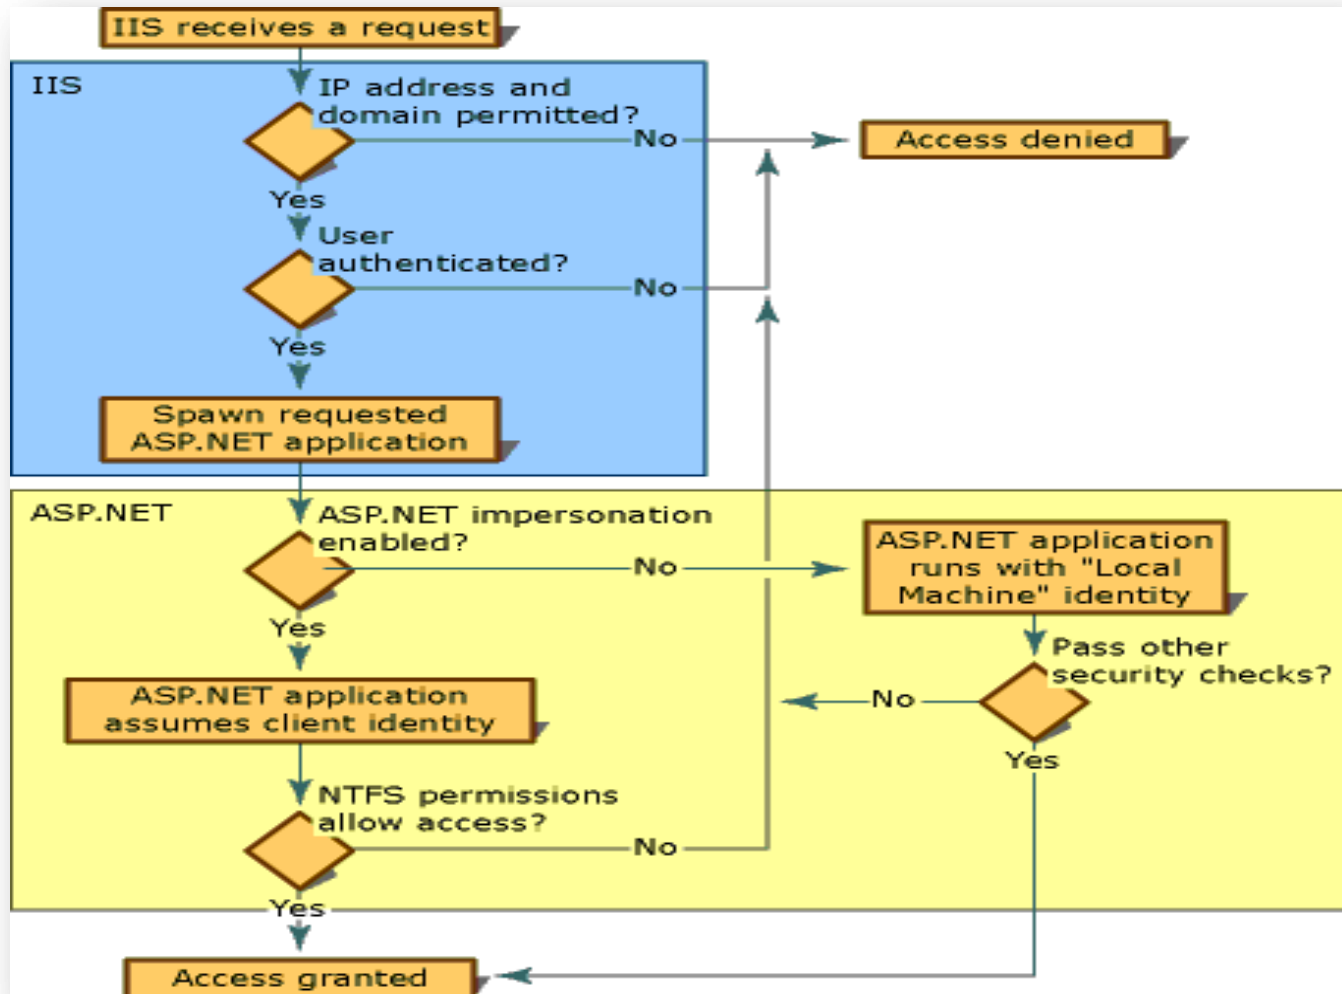 IIS receives a request
IIS
IP address and
domain permitted?
No
Access denied
Yes
User
authenticated?
No
Yes
Spawn requested
ASP.NET application
ASP.NET
ASP.NET impersonation
enabled?
No
ASP.NET application
runs with "Local
Machine" identity
Yes
Pass other
security checks?
ASP.NET application
assumes client identity
No
Yes
NTFS permissions
allow access?
No
Yes
Access granted